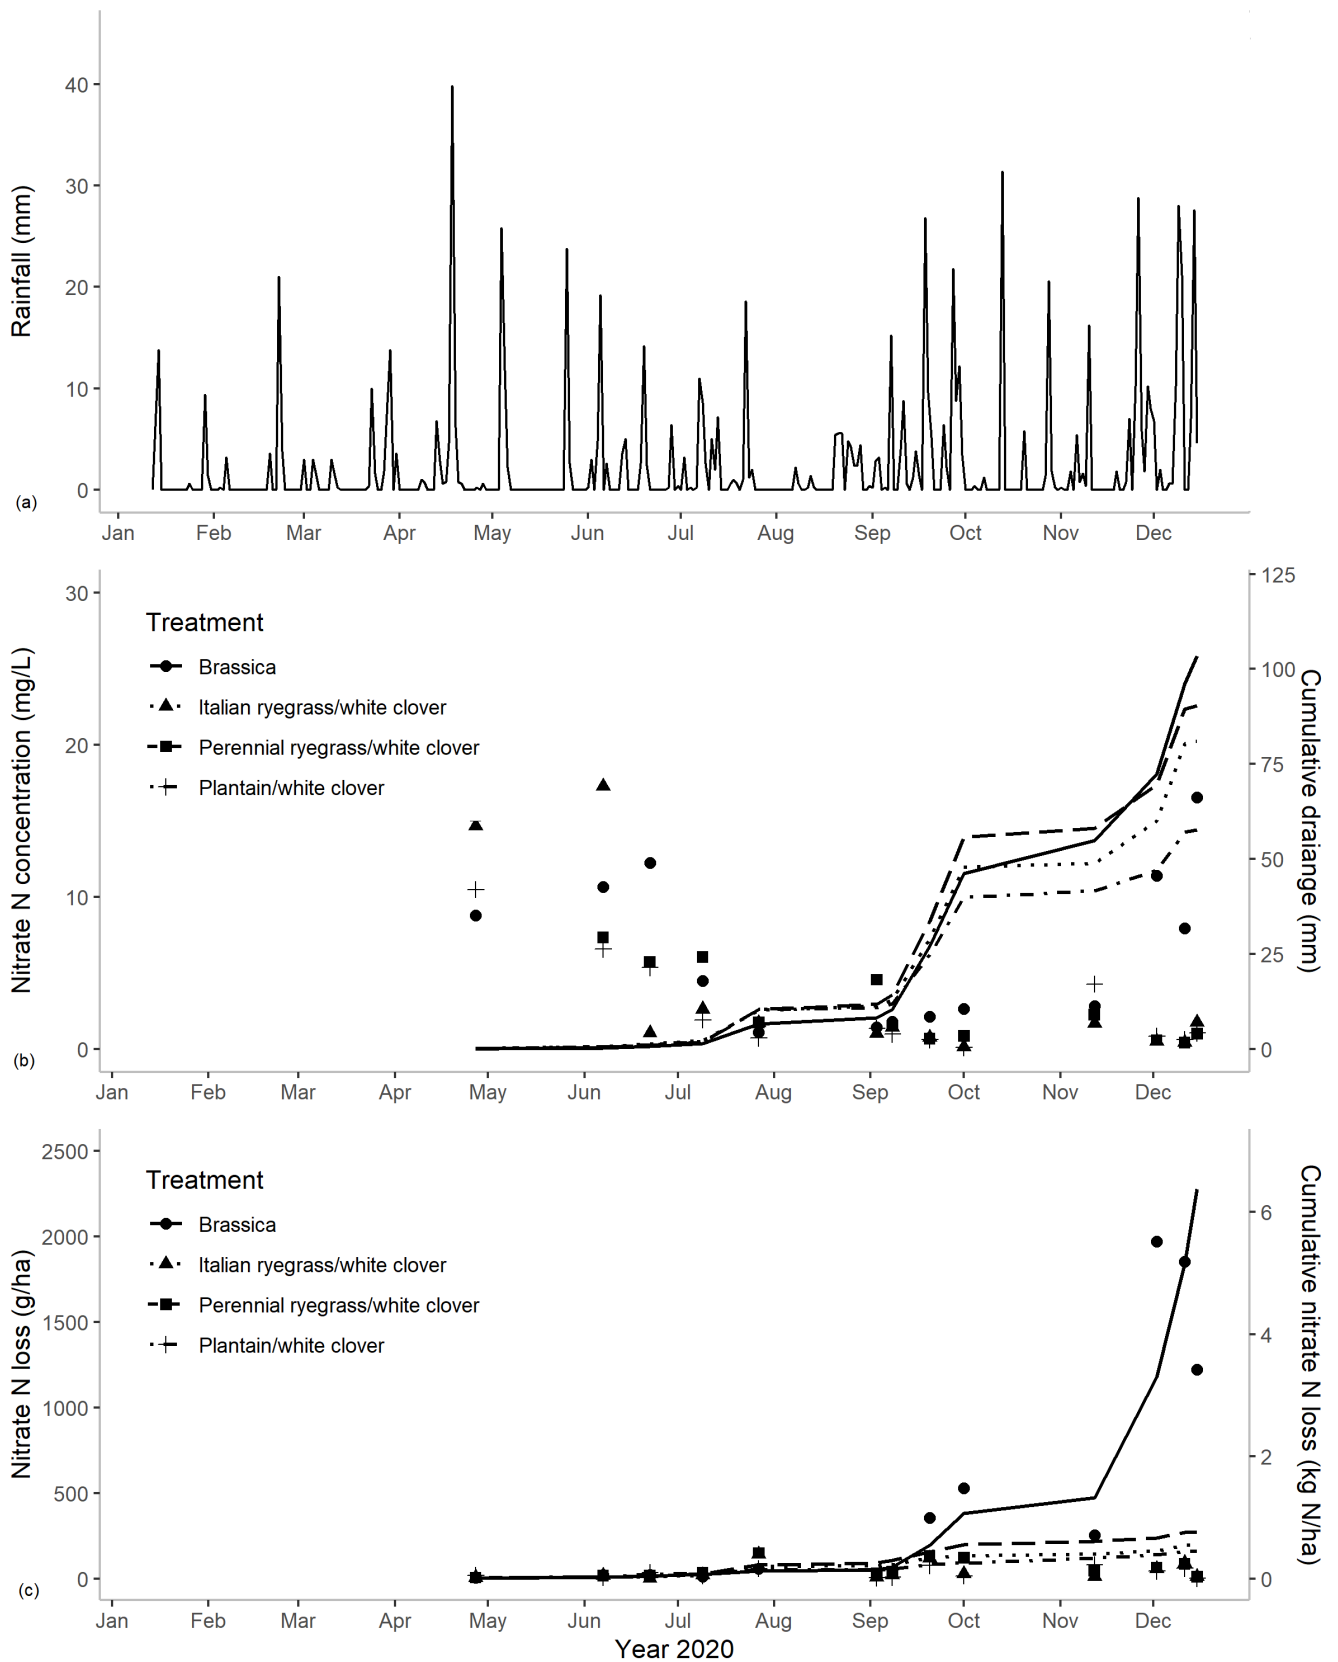 40
30
20
10
0
Rainfall (mm)
(a)
Jan Feb Mar Apr May Jun Jul Aug Sep Oct Nov Dec
30
20
10
0
Nitrate N concentration (mg/L)
Treatment
Brassica
Italian ryegrass/white clover
Perennial ryegrass/white clover
Plantain/white clover
125
100
75
50
25
0
Cumulative draiange (mm)
(b)
Jan Feb Mar Apr May Jun Jul Aug Sep Oct Nov Dec
2500
2000
1500
1000
500
0
Nitrate N loss (g/ha)
Treatment
Brassica
Italian ryegrass/white clover
Perennial ryegrass/white clover
Plantain/white clover
6
4
2
0
Cumulative nitrate N loss (kg N/ha)
(c)
Jan Feb Mar Apr May Jun Jul Aug Sep Oct Nov Dec
Year 2020